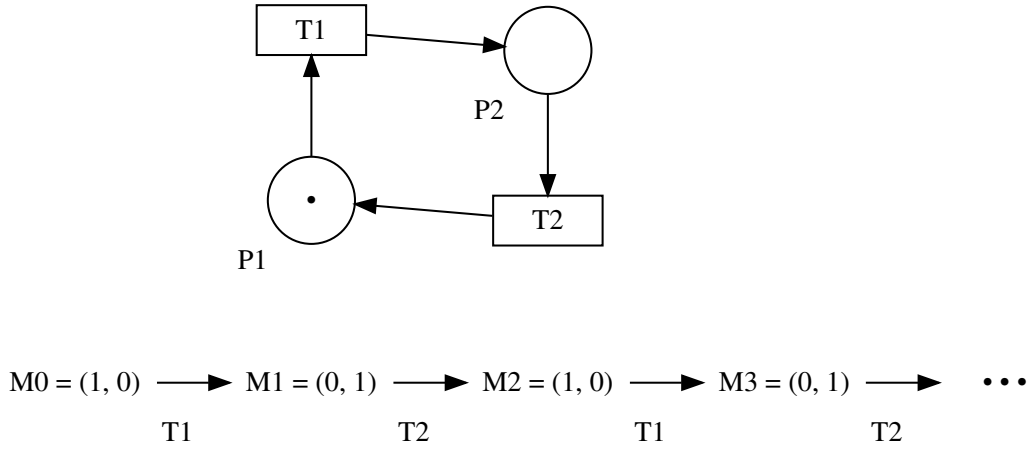 T1
P2
T2
P1
M0 = (1, 0) M1 = (0, 1) M2 = (1, 0) M3 = (0, 1) •••
T1 T2 T1 T2